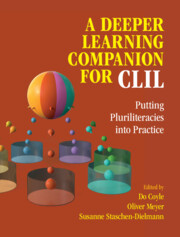 A DEEPER
LEARNING
COMPANION
FOR CLIL
Putting
Pluriliteracies
into Practice
Edited by
Do Coyle
Oliver Meyer
Susanne Staschen-Dielmann